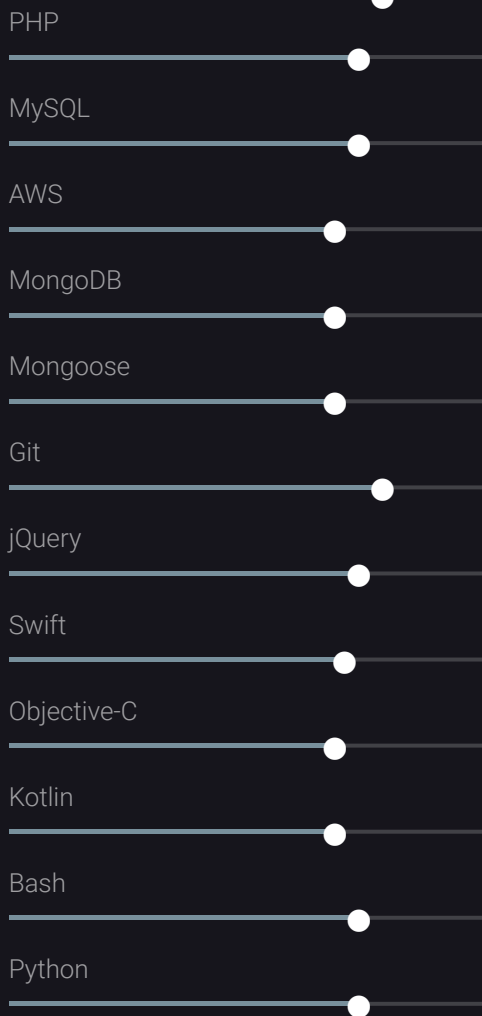 PHP
MySQL
AWS
MongoDB
Mongoose
Git
jQuery
Swift
Objective-C
Kotlin
Bash
Python